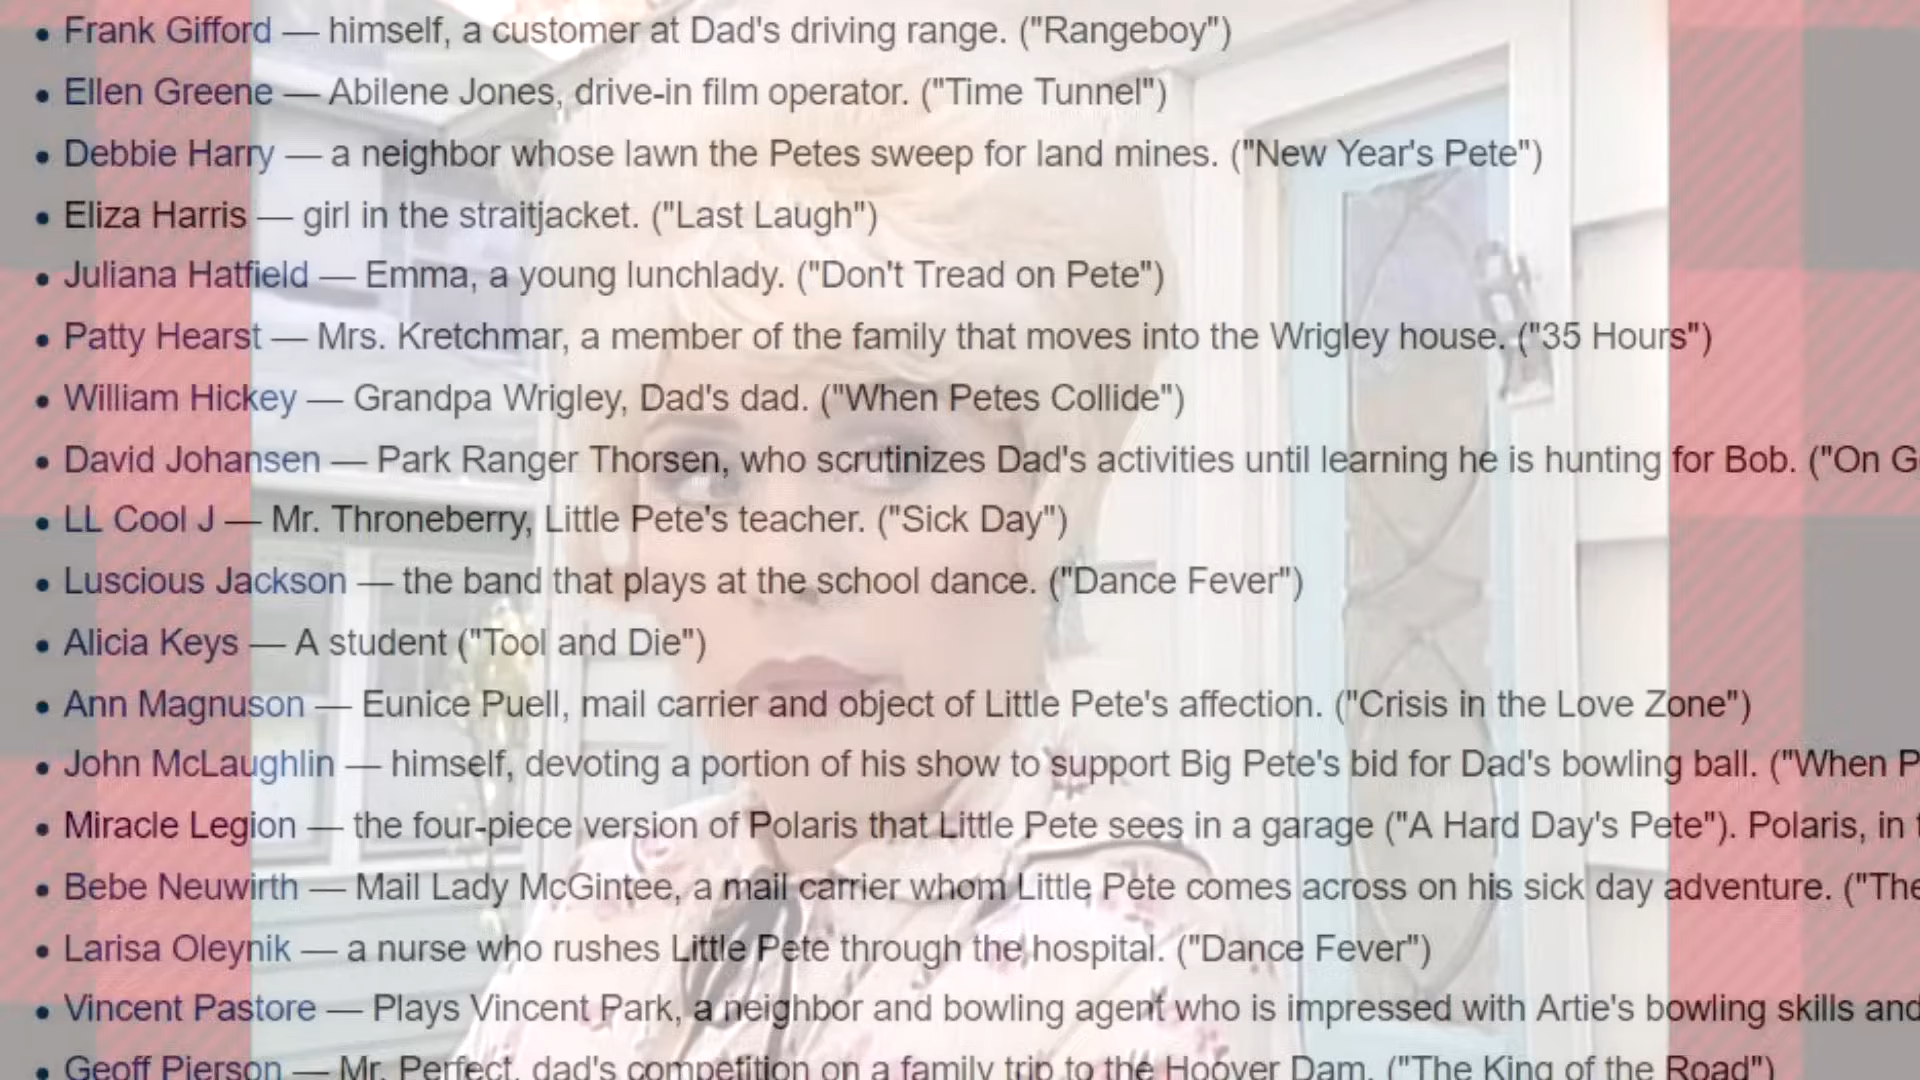 • Frank Gifford — himself, a customer at Dad's driving range. ("Rangeboy")
• Ellen Greene — Abilene Jones, drive-in film operator. ("Time Tunnel")
• Debbie Harry — a neighbor whose lawn the Petes sweep for land mines. ("New Year's Pete")
• Eliza Harris — girl in the straitjacket. ("Last Laugh")
• Juliana Hatfield — Emma, a young lunchlady. ("Don't Tread on Pete")
• Patty Hearst — Mrs. Kretchmar, a member of the family that moves into the Wrigley house. ("35 Hours")
• William Hickey — Grandpa Wrigley, Dad's dad. ("When Petes Collide")
• David Johansen — Park Ranger Thorsen, who scrutinizes Dad's activities until learning he is hunting for Bob. ("On G
• LL Cool J — Mr. Throneberry, Little Pete's teacher. ("Sick Day")
• Luscious Jackson — the band that plays at the school dance. ("Dance Fever")
• Alicia Keys — A student ("Tool and Die")
• Ann Magnuson — Eunice Puell, mail carrier and object of Little Pete's affection. ("Crisis in the Love Zone")
• John McLaughlin — himself, devoting a portion of his show to support Big Pete's bid for Dad's bowling ball. ("When P
• Miracle Legion — the four-piece version of Polaris that Little Pete sees in a garage ("A Hard Day's Pete"). Polaris, in
• Bebe Neuwirth — Mail Lady McGintee, a mail carrier whom Little Pete comes across on his sick day adventure. ("The
• Larisa Oleynik — a nurse who rushes Little Pete through the hospital. ("Dance Fever")
• Vincent Pastore — Plays Vincent Park, a neighbor and bowling agent who is impressed with Artie's bowling skills and
• Geoff Pierson — Mr. Perfect, dad's competition on a family trip to the Hoover Dam. ("The King of the Road")